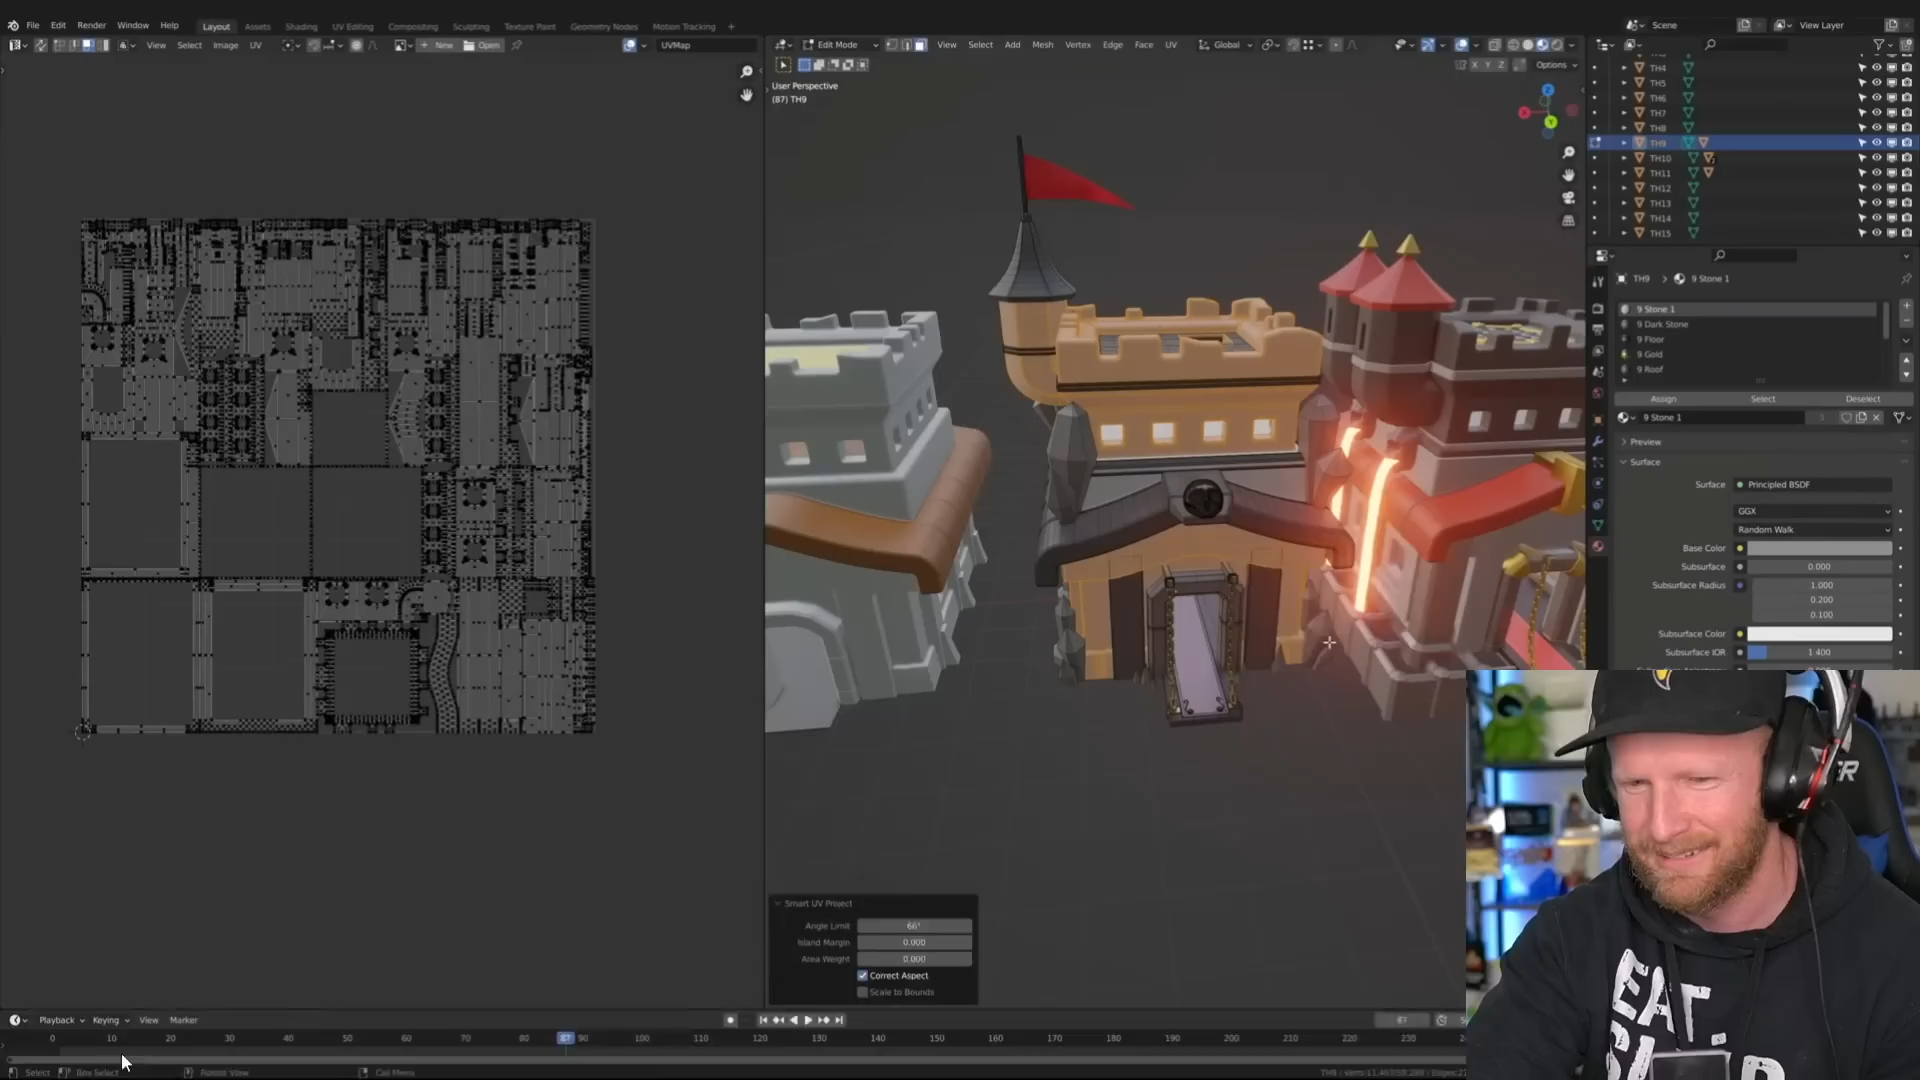 File Edit Render Window Help Layout Assets Shading UV Editing Compositing Sculpting Texture Paint Geometry Nodes Motion Tracking +
Scene
View Layer
View Select Image UV
New
Open
UVMap
Edit Mode View Select Add Mesh Vertex Edge Face UV
Global
X Y Z
Options
User Perspective
(87) TH9
TH4
TH5
TH6
TH7
TH8
TH9
TH10
TH11
TH12
TH13
TH14
TH15
TH9 > 9 Stone 1
9 Stone 1
9 Dark Stone
9 Floor
9 Gold
9 Roof
Assign Select Deselect
9 Stone 1
Preview
Surface
Surface Principled BSDF
GGX
Random Walk
Base Color
Subsurface 0.000
Subsurface Radius 1.000
0.200
0.100
Subsurface Color
Subsurface IOR 1.400
Smart UV Project
Angle Limit 66°
Island Margin 0.000
Area Weight 0.000
Correct Aspect
Scale to Bounds
Playback Keying View Marker
87
0 10 20 30 40 50 60 70 80 87 90 100 110 120 130 140 150 160 170 180 190 200 210 220 230
Select Box Select Rotate View Call Menu
EAT